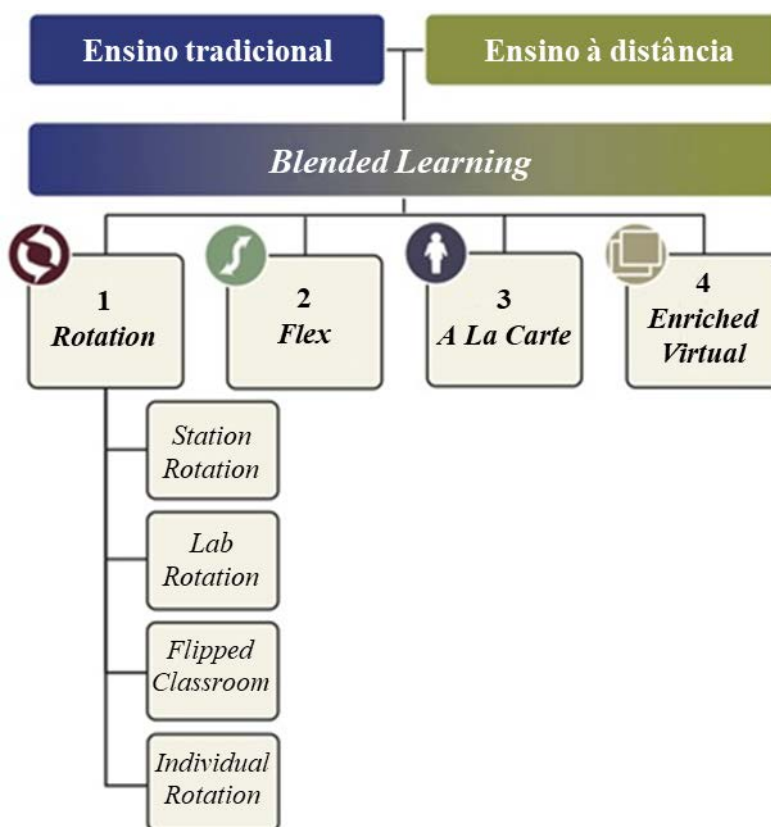 Ensino tradicional
Ensino à distância
Blended Learning
1
Rotation
2
Flex
3
A La Carte
4
Enriched
Virtual
Station
Rotation
Lab
Rotation
Flipped
Classroom
Individual
Rotation